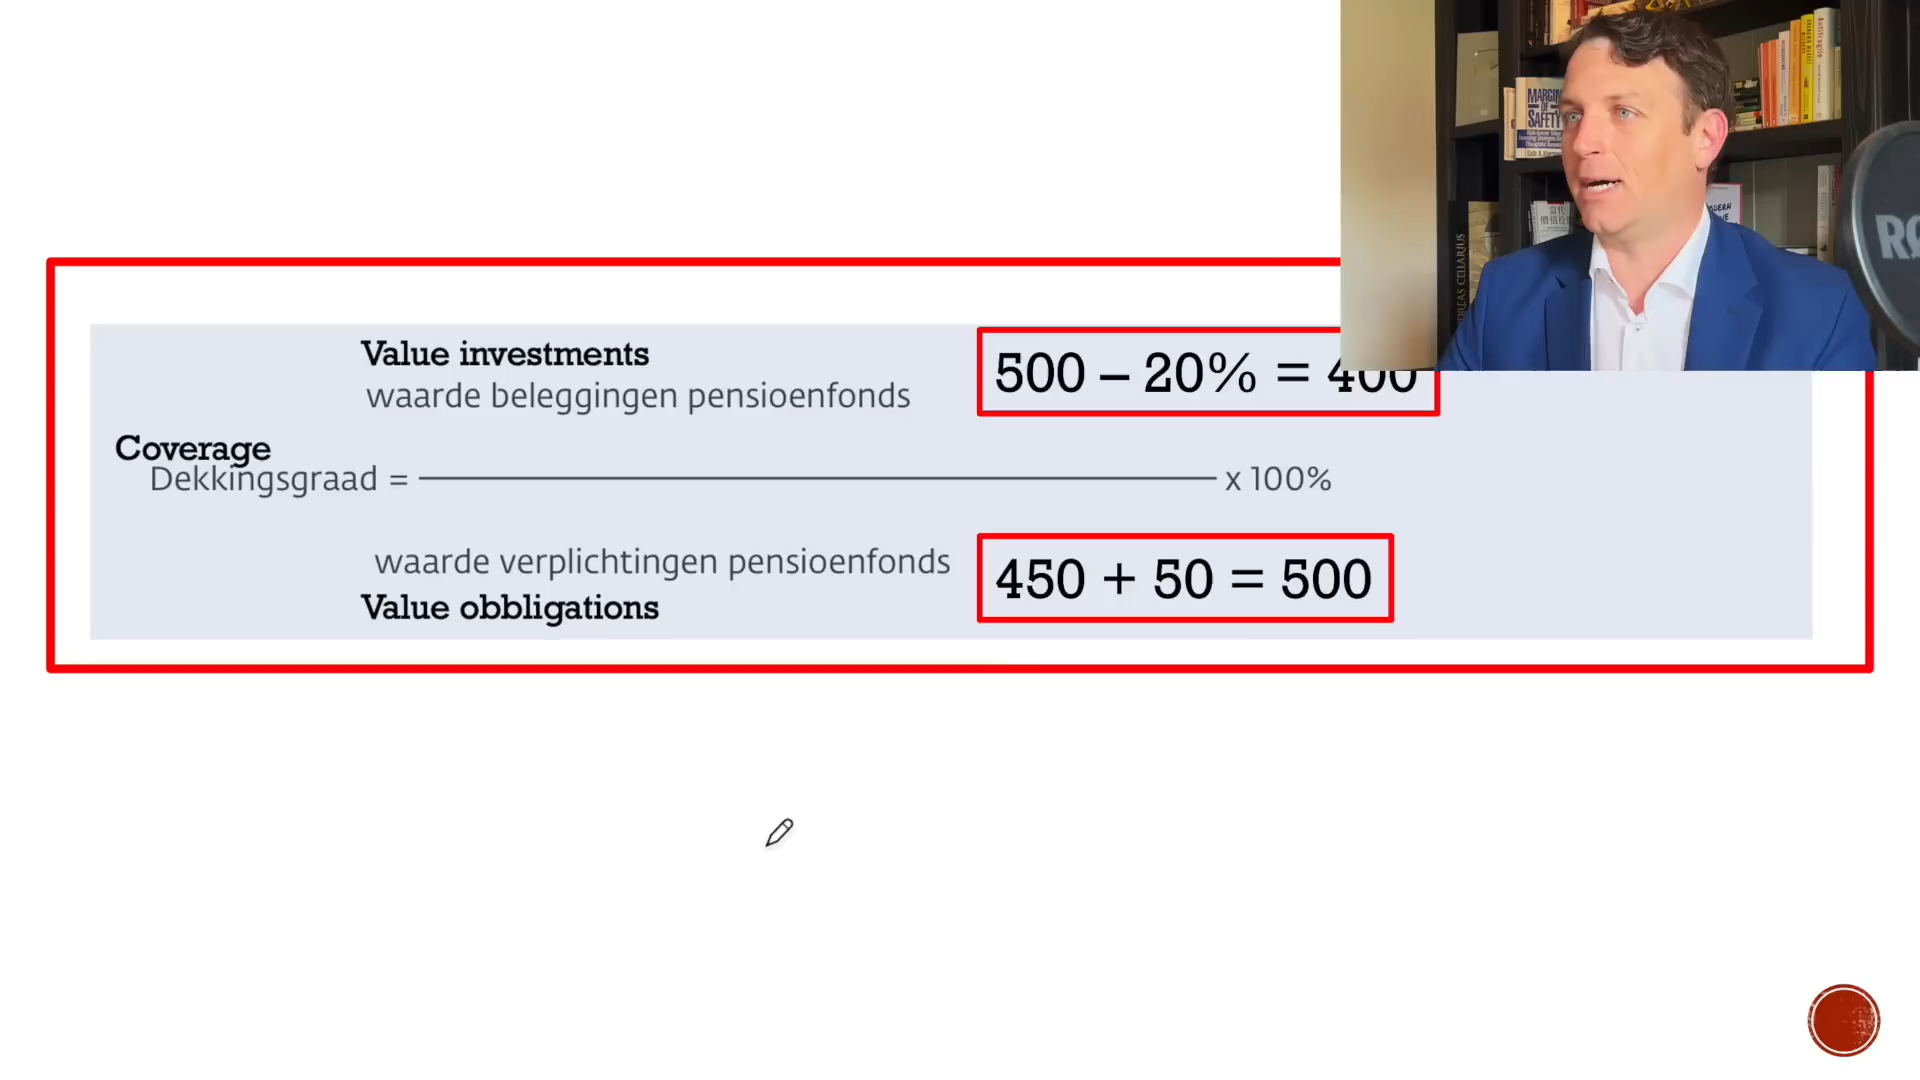 Value investments
waarde beleggingen pensioenfonds
500 – 20% = 400
Coverage
Dekkingsgraad =
x 100%
waarde verplichtingen pensioenfonds
450 + 50 = 500
Value obbligations
MARGIN
OF
SAFETY